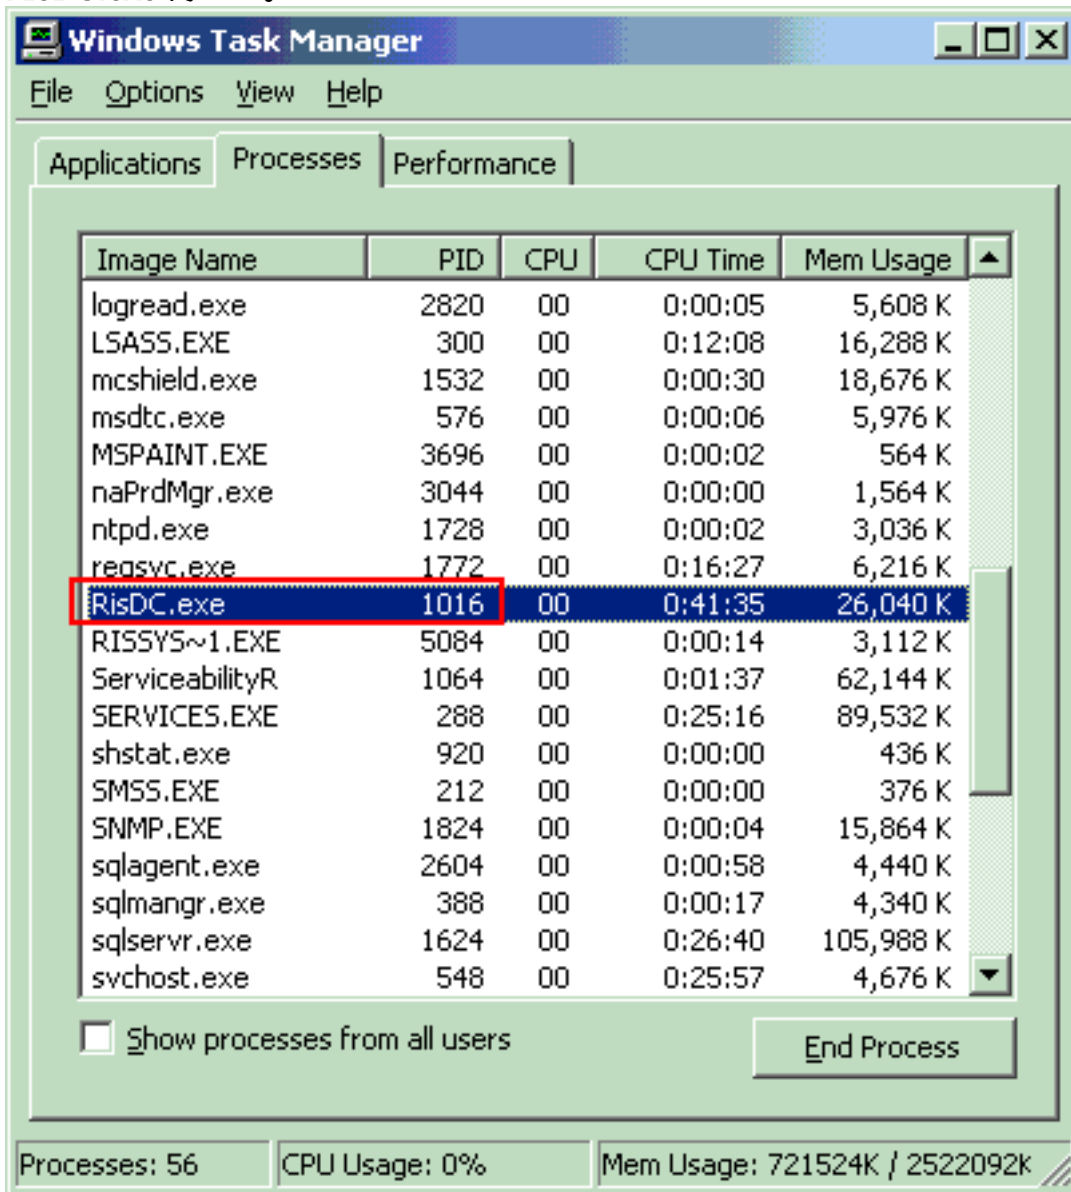 Windows Task Manager
File Options View Help
Applications Processes Performance
Image Name PID CPU CPU Time Mem Usage
logread.exe 2820 00 0:00:05 5,608 K
LSASS.EXE 300 00 0:12:08 16,288 K
mcshield.exe 1532 00 0:00:30 18,676 K
msdtc.exe 576 00 0:00:06 5,976 K
MSPAINT.EXE 3696 00 0:00:02 564 K
naPrdMgr.exe 3044 00 0:00:00 1,564 K
ntpd.exe 1728 00 0:00:02 3,036 K
regsvc.exe 1772 00 0:16:27 6,216 K
RisDC.exe 1016 00 0:41:35 26,040 K
RISSYS~1.EXE 5084 00 0:00:14 3,112 K
ServiceabilityR 1064 00 0:01:37 62,144 K
SERVICES.EXE 288 00 0:25:16 89,532 K
shstat.exe 920 00 0:00:00 436 K
SMSS.EXE 212 00 0:00:00 376 K
SNMP.EXE 1824 00 0:00:04 15,864 K
sqlagent.exe 2604 00 0:00:58 4,440 K
sqlmangr.exe 388 00 0:00:17 4,340 K
sqlservr.exe 1624 00 0:26:40 105,988 K
svchost.exe 548 00 0:25:57 4,676 K
Show processes from all users End Process
Processes: 56 CPU Usage: 0% Mem Usage: 721524K / 2522092K